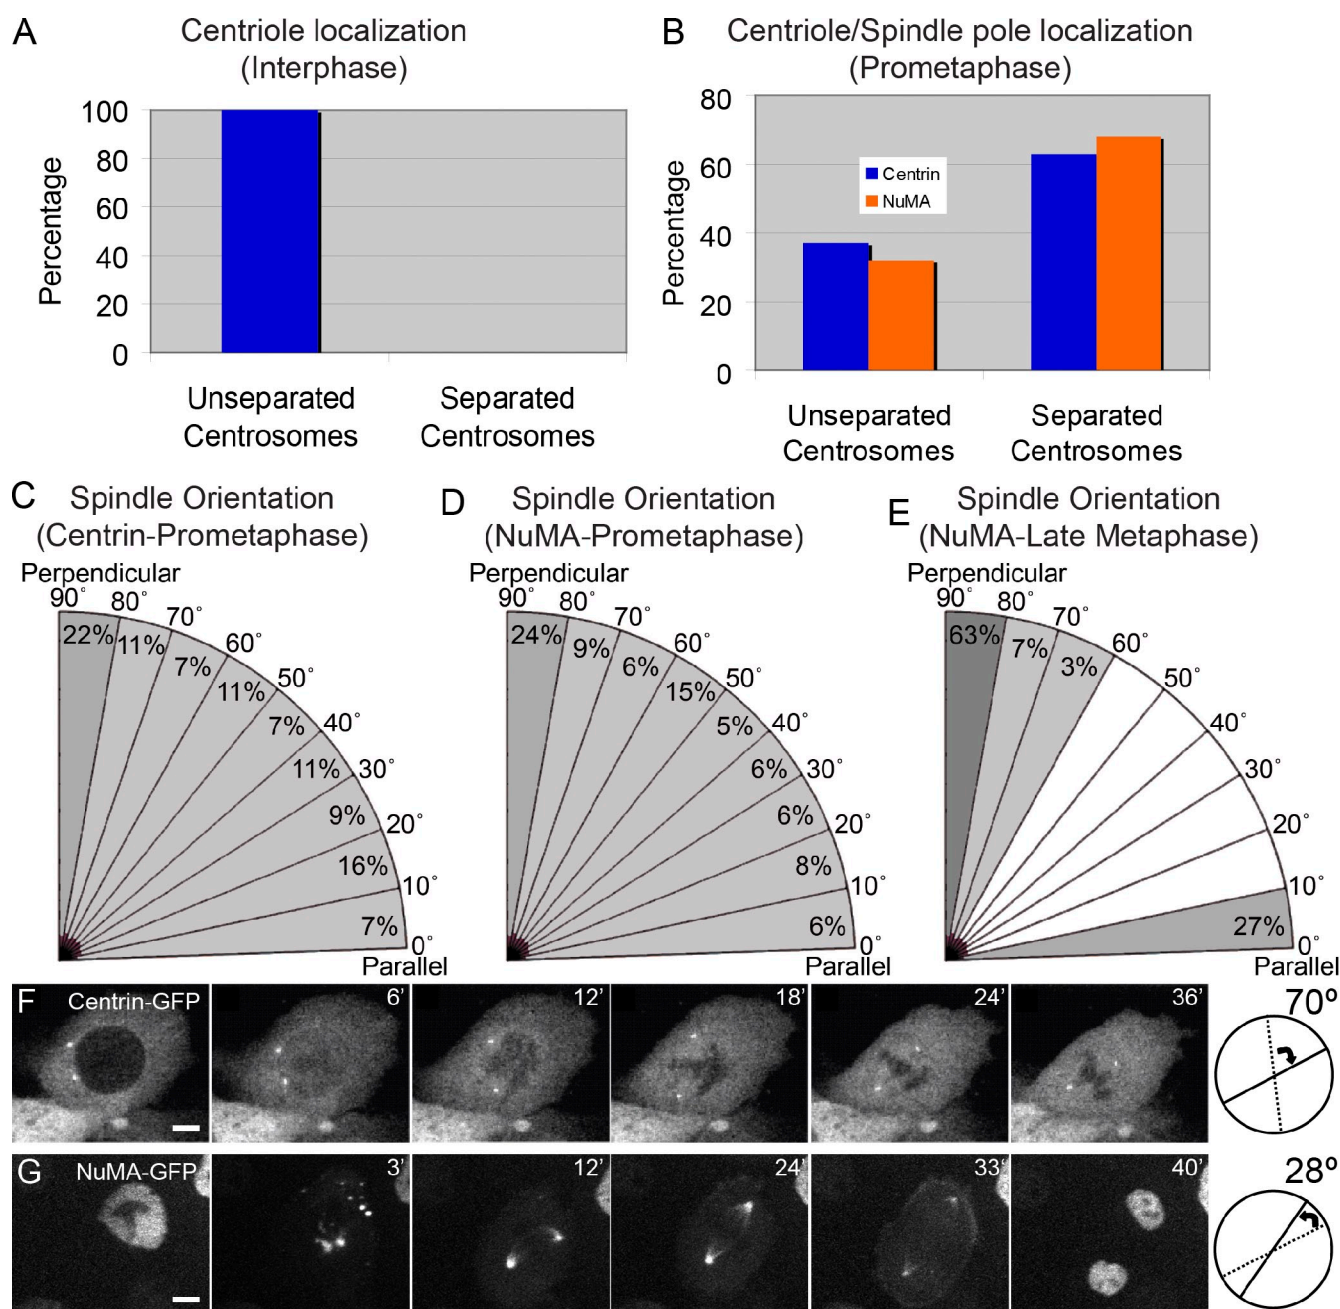 A
Centriole localization
(Interphase)
100
80
60
40
20
0
Percentage
Unseparated
Centrosomes
Separated
Centrosomes
B
Centriole/Spindle pole localization
(Prometaphase)
80
60
40
20
0
Percentage
Centrin
NuMA
Unseparated
Centrosomes
Separated
Centrosomes
C
Spindle Orientation
(Centrin-Prometaphase)
Perpendicular
90°
80°
70°
60°
50°
40°
30°
20°
10°
0°
22%
11%
7%
11%
7%
11%
9%
16%
7%
Parallel
D
Spindle Orientation
(NuMA-Prometaphase)
Perpendicular
90°
80°
70°
60°
50°
40°
30°
20°
10°
0°
24%
9%
6%
15%
5%
6%
6%
8%
6%
Parallel
E
Spindle Orientation
(NuMA-Late Metaphase)
Perpendicular
90°
80°
70°
60°
50°
40°
30°
20°
10°
0°
63%
7%
3%
27%
Parallel
F
Centrin-GFP
6'
12'
18'
24'
36'
70º
G
NuMA-GFP
3'
12'
24'
33'
40'
28º